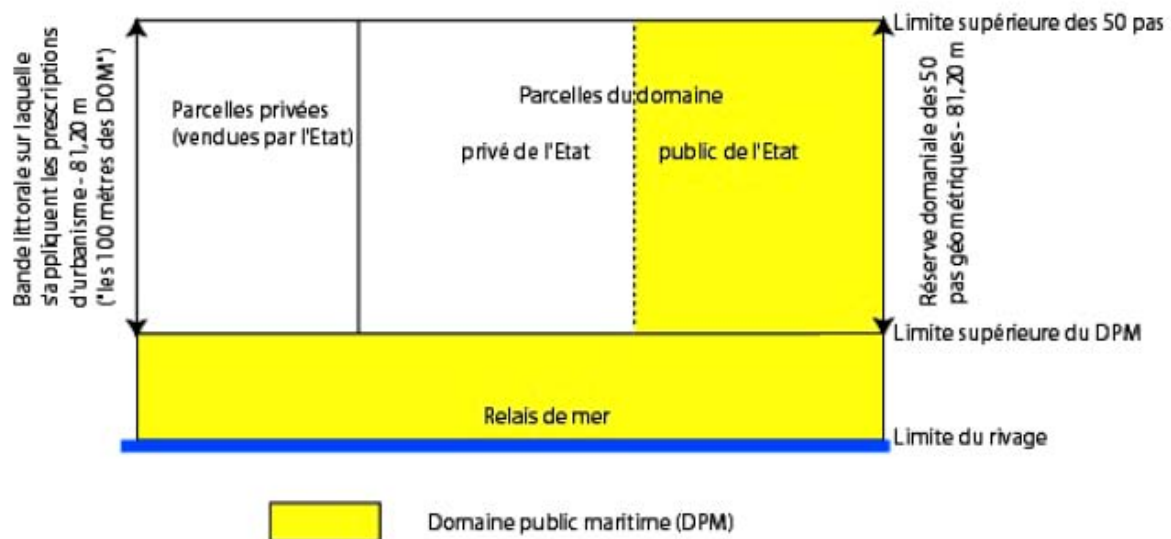 Bande littorale sur laquelle
s'appliquent les prescriptions
d'urbanisme - 81,20 m
("les 100 mètres des DOM")
Parcelles privées
(vendues par l'Etat)
Parcelles du domaine
privé de l'Etat
public de l'Etat
Limite supérieure des 50 pas
Réserve domaniale des 50
pas géométriques - 81,20 m
Limite supérieure du DPM
Relais de mer
Limite du rivage
Domaine public maritime (DPM)